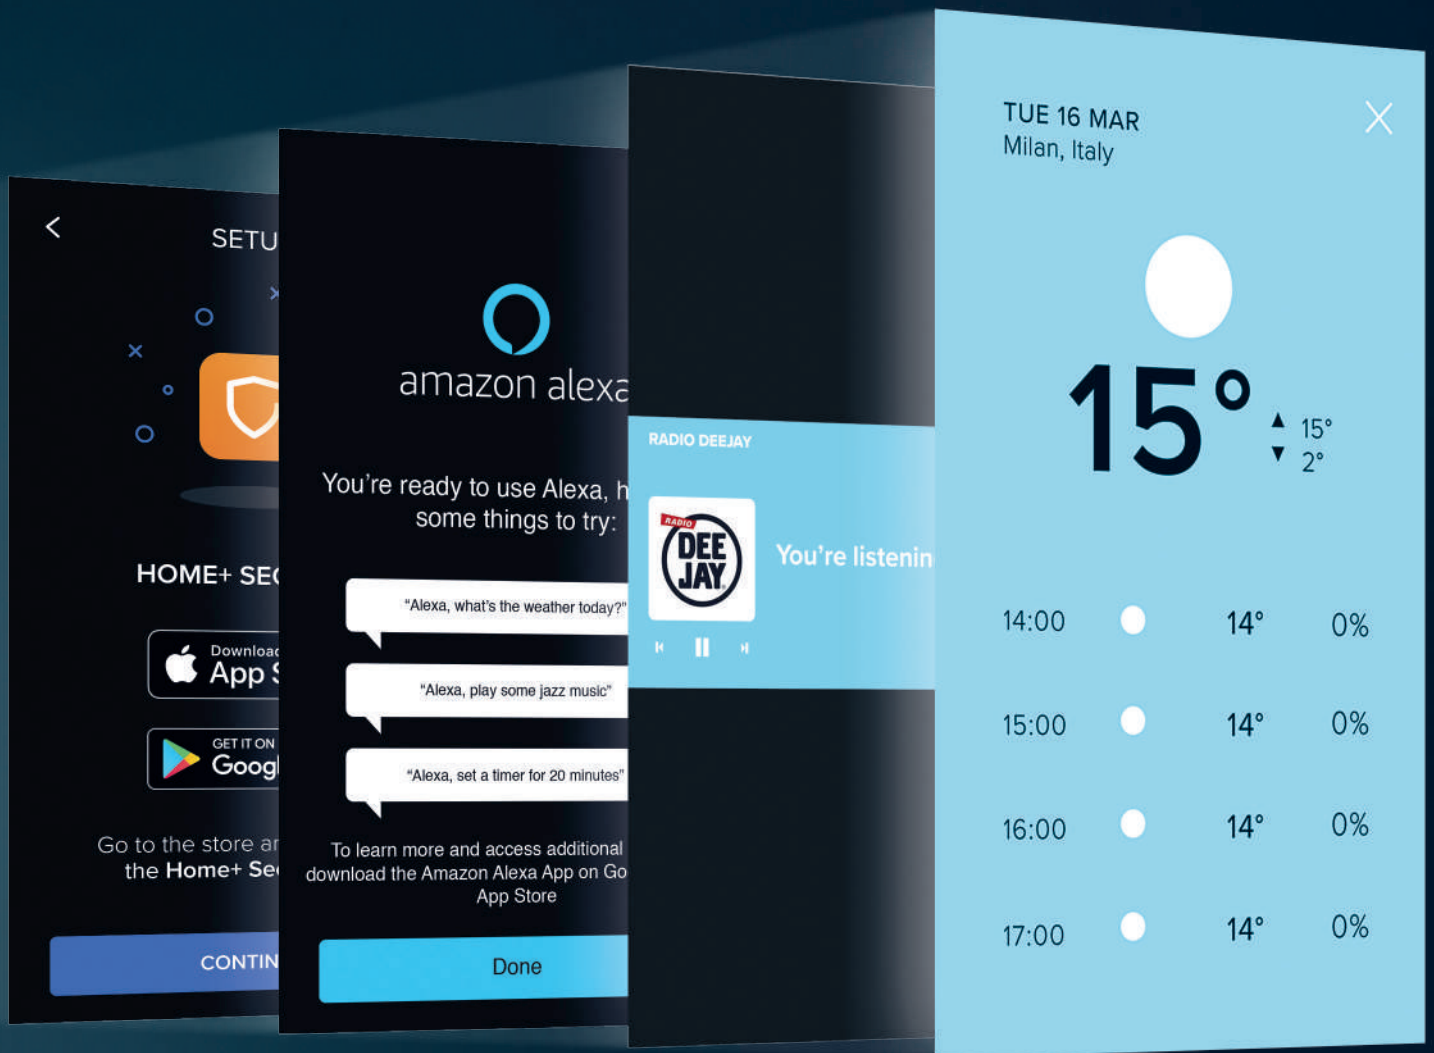 SETU
HOME+ SEC
Download
App S
GET IT ON
Googl
Go to the store an
the Home+ Sec
CONTIN
amazon alexa
You're ready to use Alexa, h
some things to try:
"Alexa, what's the weather today?"
"Alexa, play some jazz music"
"Alexa, set a timer for 20 minutes"
To learn more and access additional
download the Amazon Alexa App on Go
App Store
Done
RADIO DEEJAY
RADIO
DEE
JAY
You're listenin
TUE 16 MAR
Milan, Italy
15°
15°
2°
14:00 14° 0%
15:00 14° 0%
16:00 14° 0%
17:00 14° 0%